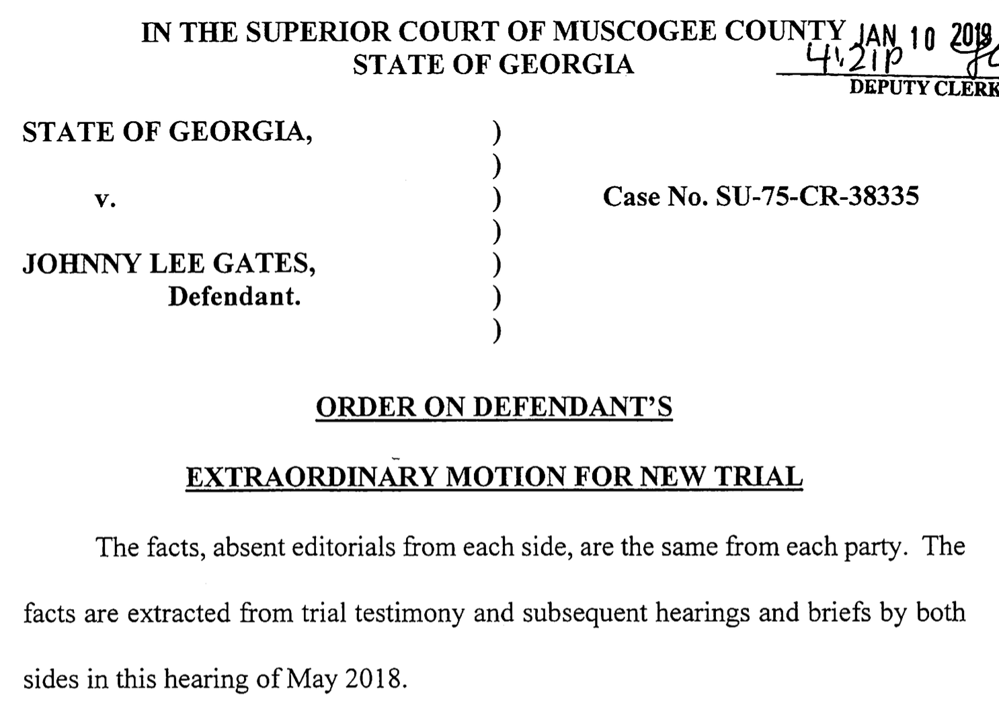 IN THE SUPERIOR COURT OF MUSCOGEE COUNTY JAN 10 2019
STATE OF GEORGIA 4:21p
DEPUTY CLERK
STATE OF GEORGIA, )
)
v. ) Case No. SU-75-CR-38335
)
JOHNNY LEE GATES, )
Defendant. )
)
ORDER ON DEFENDANT’S
EXTRAORDINARY MOTION FOR NEW TRIAL
The facts, absent editorials from each side, are the same from each party. The
facts are extracted from trial testimony and subsequent hearings and briefs by both
sides in this hearing of May 2018.